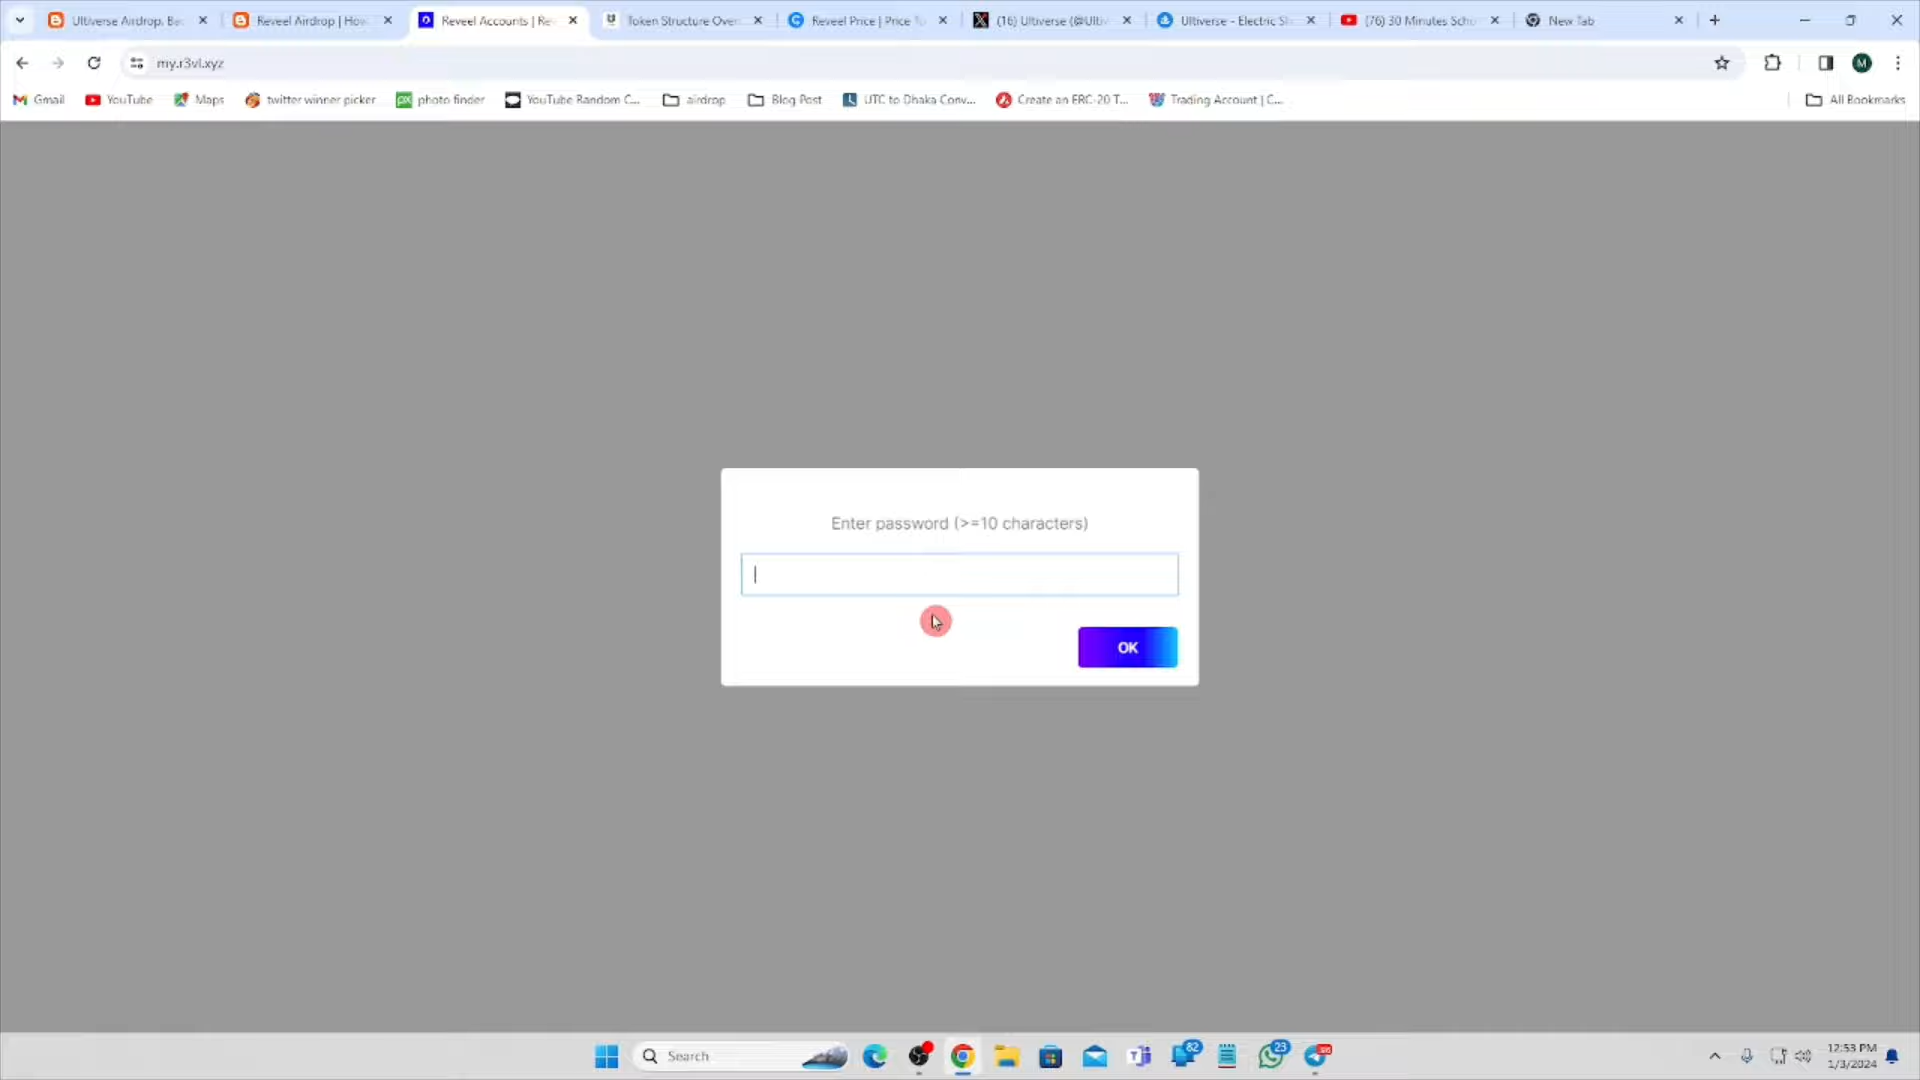 Ultiverse Airdrop. Be
Reveel Airdrop | How
Reveel Accounts | Re
Token Structure Over
Reveel Price | Price T
(16) Ultiverse (@Ulti
Ultiverse - Electric S
(76) 30 Minutes Scho
New Tab
my.r3vl.xyz
M
Gmail
YouTube
Maps
twitter winner picker
photo finder
YouTube Random C...
airdrop
Blog Post
UTC to Dhaka Conv...
Create an ERC-20 T...
Trading Account | C...
All Bookmarks
Enter password (>=10 characters)
OK
Search
82
23
12:53 PM
1/3/2024